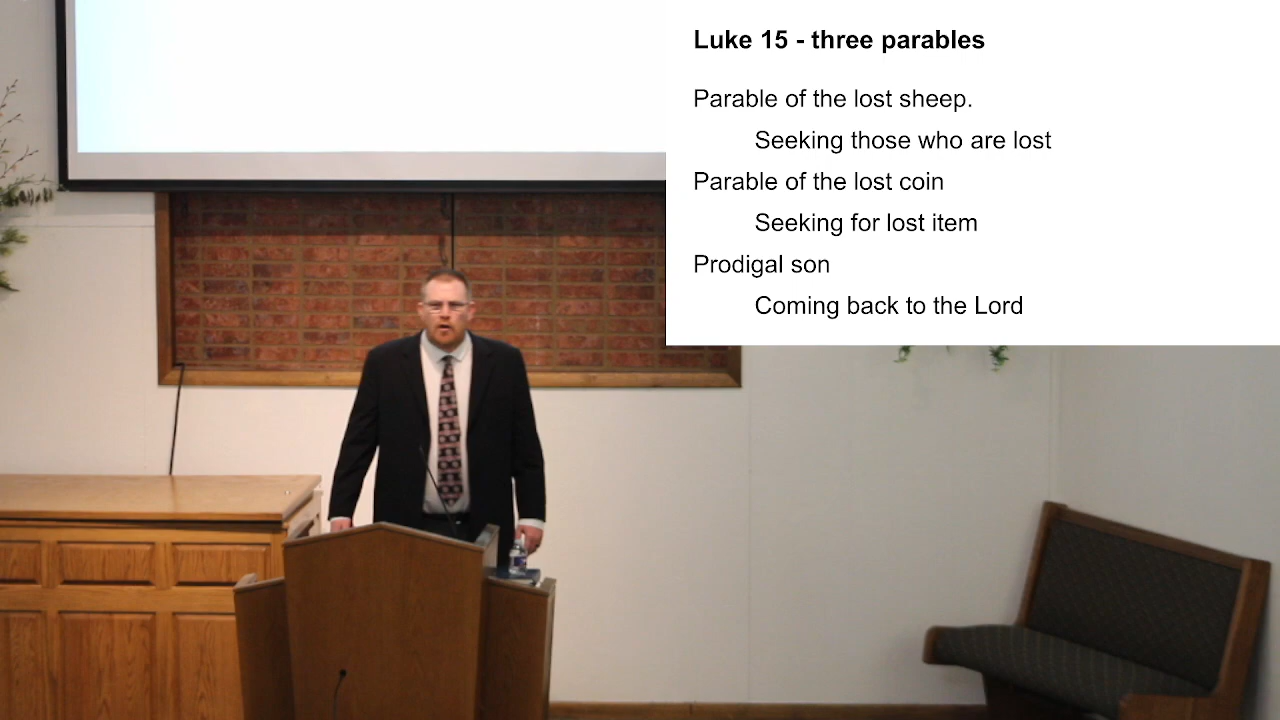 Luke 15 - three parables
Parable of the lost sheep.
Seeking those who are lost
Parable of the lost coin
Seeking for lost item
Prodigal son
Coming back to the Lord